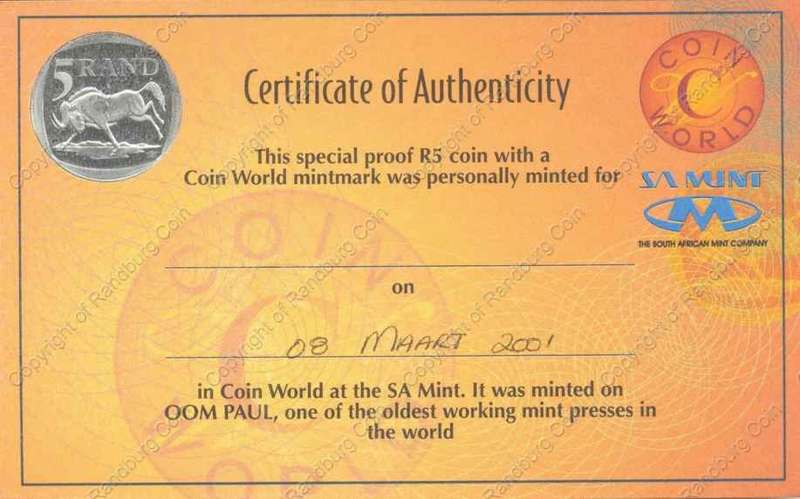 5 RAND
Certificate of Authenticity
COIN WORLD
This special proof R5 coin with a
Coin World mintmark was personally minted for
SA MINT
THE SOUTH AFRICAN MINT COMPANY
on
08 MAART 2001
in Coin World at the SA Mint. It was minted on
OOM PAUL, one of the oldest working mint presses in
the world
COIN WORLD
Copyright of Randburg Coin